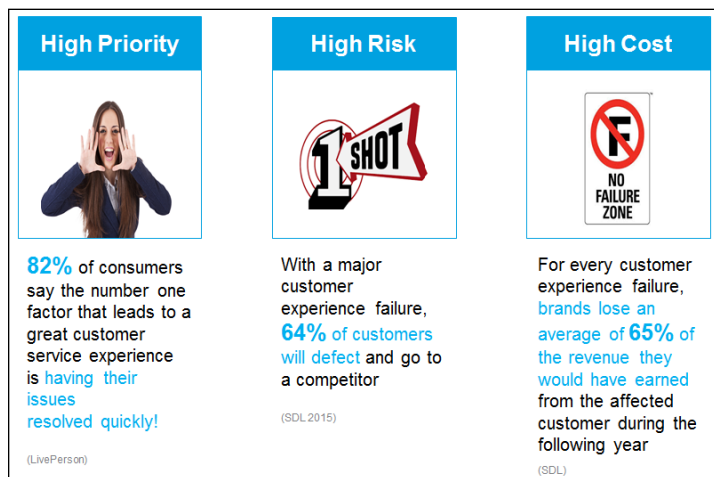 High Priority
82% of consumers
say the number one
factor that leads to a
great customer
service experience
is having their
issues
resolved quickly!
(LivePerson)
High Risk
1 SHOT
With a major
customer
experience failure,
64% of customers
will defect and go to
a competitor
(SDL 2015)
High Cost
F
NO
FAILURE
ZONE
For every customer
experience failure,
brands lose an
average of 65% of
the revenue they
would have earned
from the affected
customer during the
following year
(SDL)